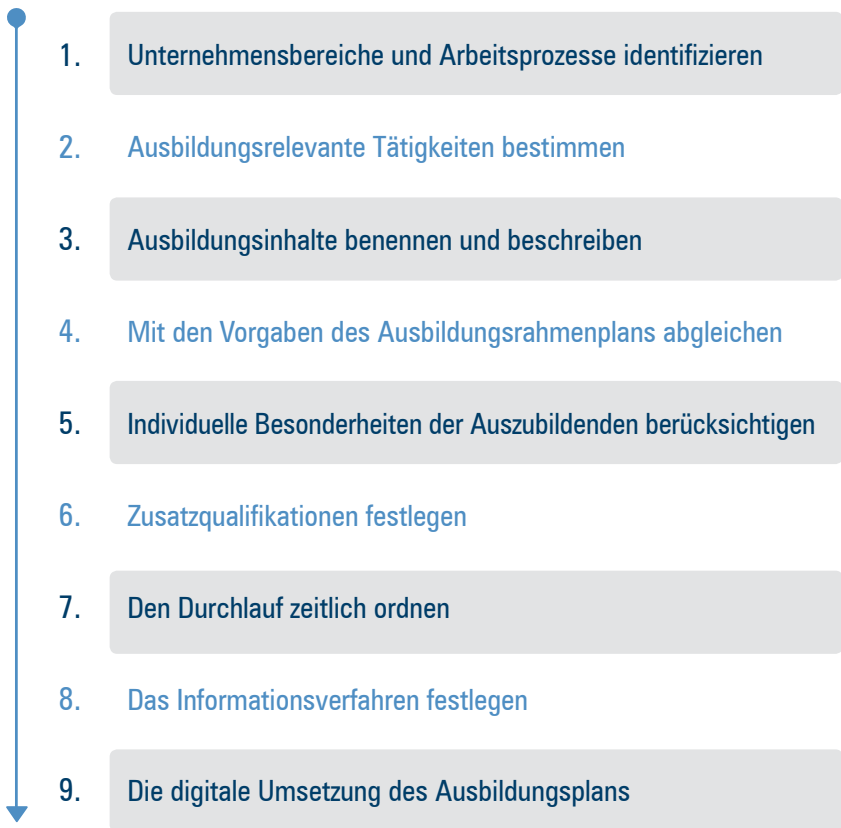 1. Unternehmensbereiche und Arbeitsprozesse identifizieren
2. Ausbildungsrelevante Tätigkeiten bestimmen
3. Ausbildungsinhalte benennen und beschreiben
4. Mit den Vorgaben des Ausbildungsrahmenplans abgleichen
5. Individuelle Besonderheiten der Auszubildenden berücksichtigen
6. Zusatzqualifikationen festlegen
7. Den Durchlauf zeitlich ordnen
8. Das Informationsverfahren festlegen
9. Die digitale Umsetzung des Ausbildungsplans